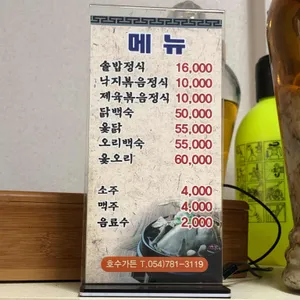 메 뉴
솔밥정식 16,000
낙지볶음정식 10,000
제육볶음정식 10,000
닭백숙 50,000
옻닭 55,000
오리백숙 55,000
옻오리 60,000
소주 4,000
맥주 4,000
음료수 2,000
호수가든 T.054)781-3119